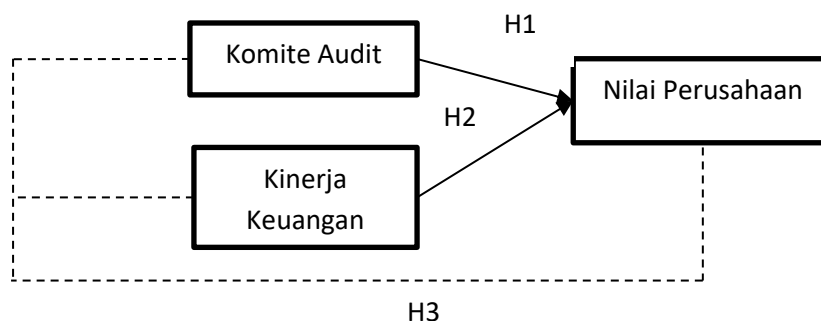 H1
Komite Audit
Nilai Perusahaan
H2
Kinerja
Keuangan
H3